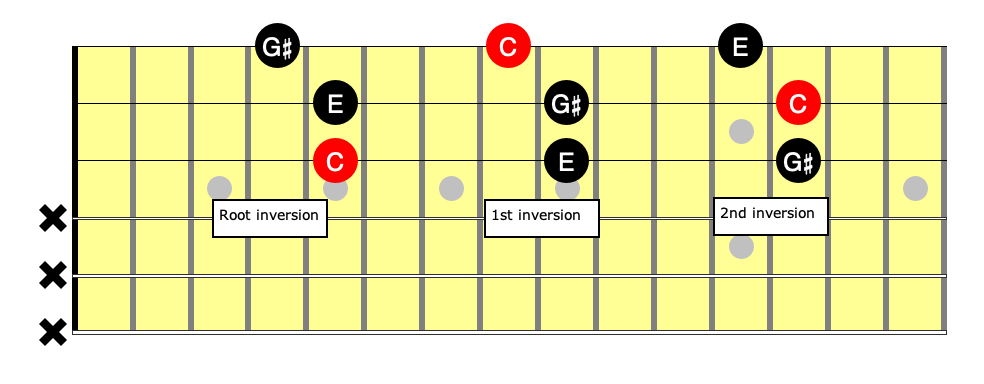 G♯ C E
E G♯ C
C E G♯
Root inversion 1st inversion 2nd inversion